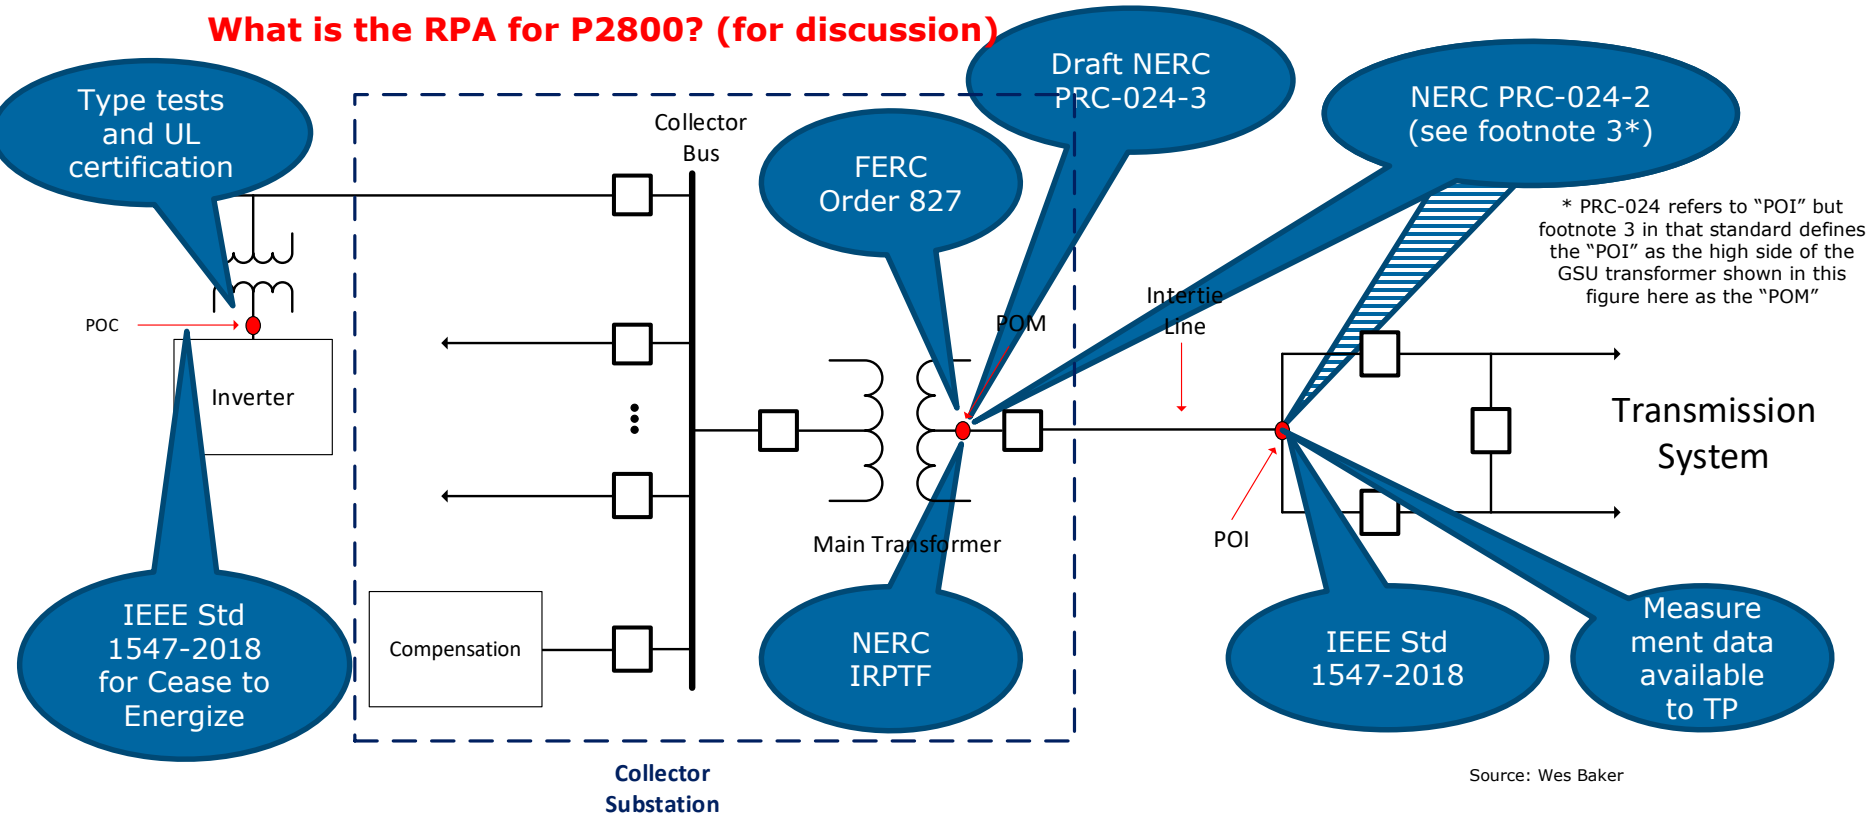 What is the RPA for P2800? (for discussion)
Type tests
and UL
certification
Collector
Bus
Draft NERC
PRC-024-3
FERC
Order 827
NERC PRC-024-2
(see footnote 3*)
* PRC-024 refers to “POI” but
footnote 3 in that standard defines
the “POI” as the high side of the
GSU transformer shown in this
figure here as the “POM”
POC
Inverter
POM
Intertie
Line
Transmission
System
Main Transformer
POI
IEEE Std
1547-2018
for Cease to
Energize
Compensation
NERC
IRPTF
IEEE Std
1547-2018
Measure
ment data
available
to TP
Collector
Substation
Source: Wes Baker